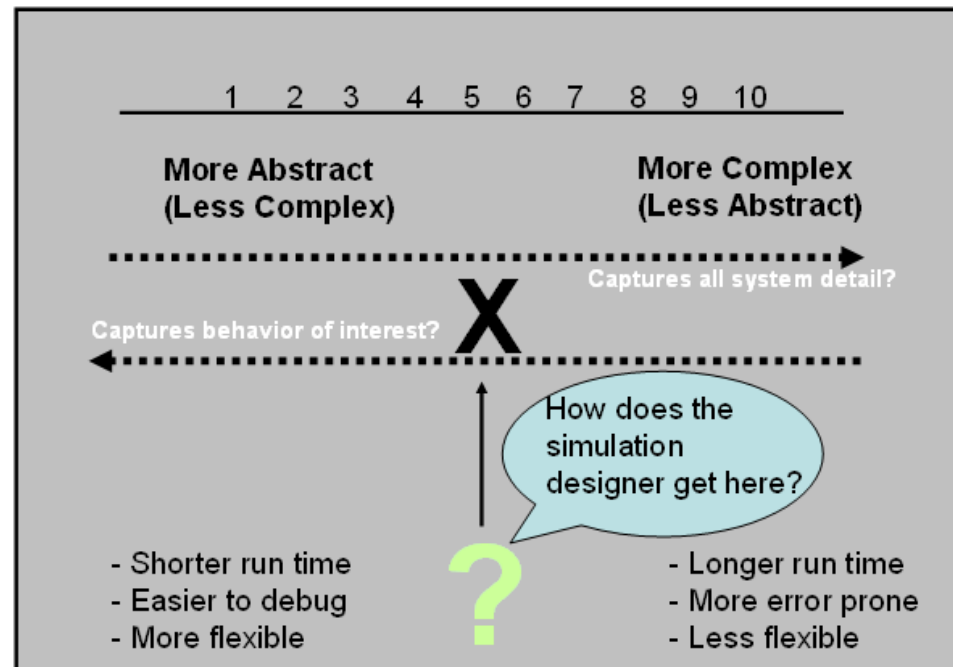 1 2 3 4 5 6 7 8 9 10
More Abstract
(Less Complex)
More Complex
(Less Abstract)
Captures all system detail?
X
Captures behavior of interest?
How does the
simulation
designer get here?
?
- Shorter run time
- Easier to debug
- More flexible
- Longer run time
- More error prone
- Less flexible